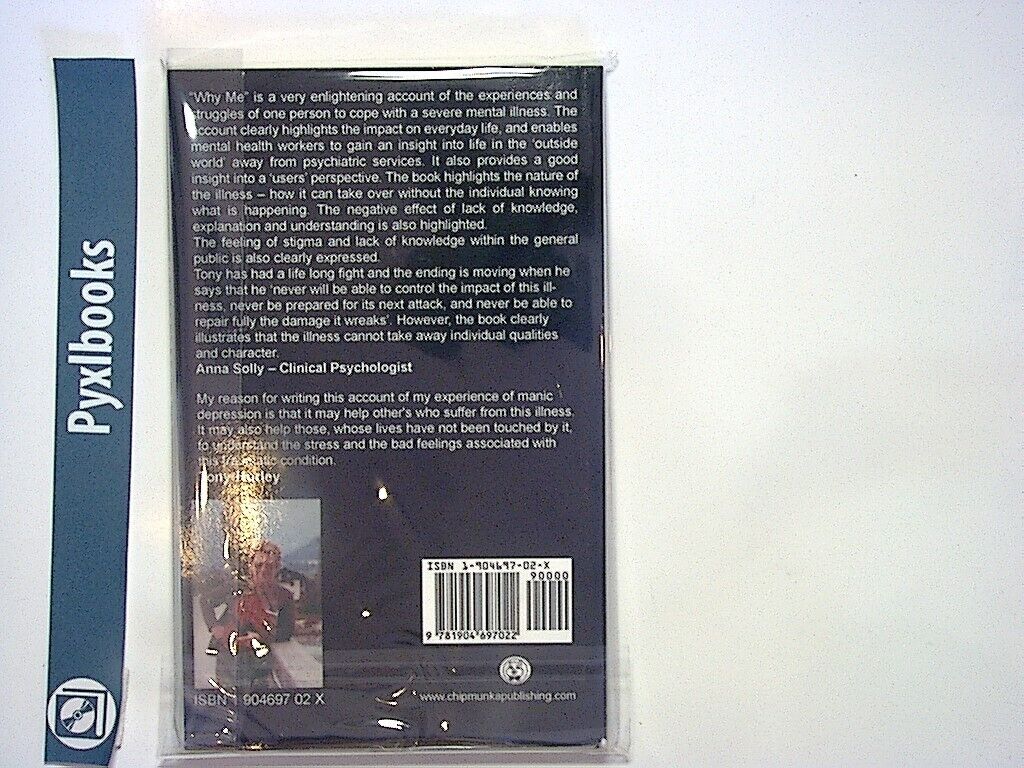 Pyxlbooks
"Why Me" is a very enlightening account of the experiences and
struggles of one person to cope with a severe mental illness. The
account clearly highlights the impact on everyday life, and enables
mental health workers to gain an insight into life in the 'outside
world' away from psychiatric services. It also provides a good
insight into a 'users' perspective. The book highlights the nature of
the illness – how it can take over without the individual knowing
what is happening. The negative effect of lack of knowledge,
explanation and understanding is also highlighted.
The feeling of stigma and lack of knowledge within the general
public is also clearly expressed.
Tony has had a life long fight and the ending is moving when he
says that he 'never will be able to control the impact of this ill-
ness, never be prepared for its next attack, and never be able to
repair fully the damage it wreaks'. However, the book clearly
illustrates that the illness cannot take away individual qualities
and character.
Anna Solly – Clinical Psychologist
My reason for writing this account of my experience of manic
depression is that it may help other's who suffer from this illness.
It may also help those, whose lives have not been touched by it,
to understand the stress and the bad feelings associated with
this traumatic condition.
Tony
ISBN 1-904697-02-X
90000
9 781904 697022
ISBN 1 904697 02 X
www.chipmunkapublishing.com